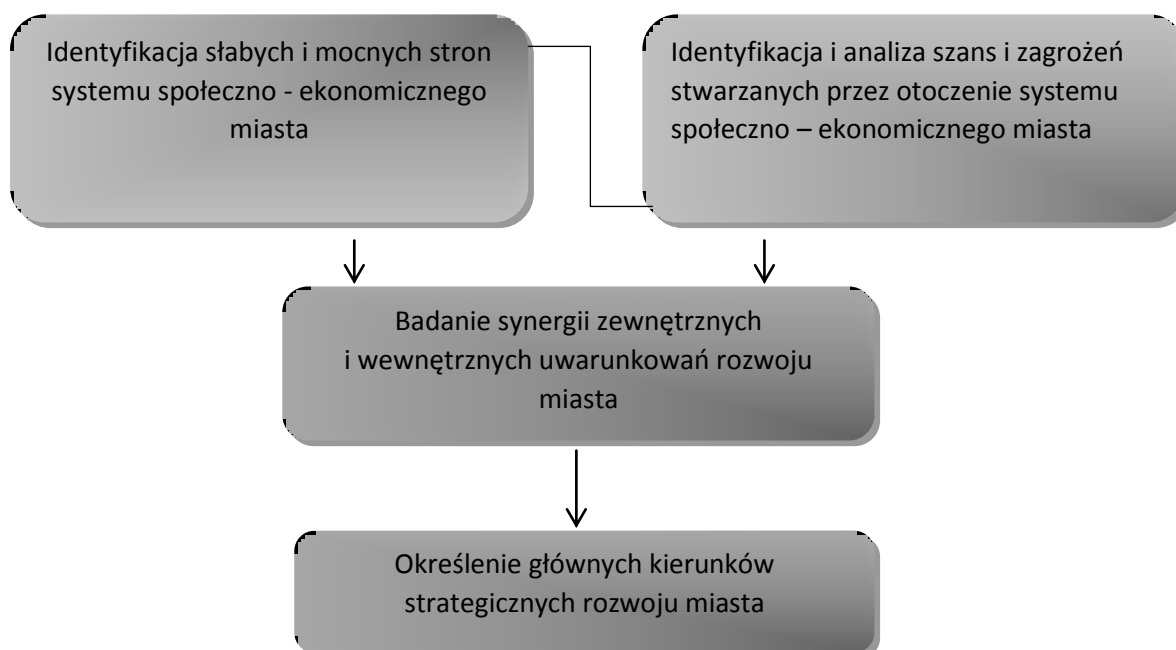 Identyfikacja słabych i mocnych stron
systemu społeczno - ekonomicznego
miasta
Identyfikacja i analiza szans i zagrożeń
stwarzanych przez otoczenie systemu
społeczno – ekonomicznego miasta
Badanie synergii zewnętrznych
i wewnętrznych uwarunkowań rozwoju
miasta
Określenie głównych kierunków
strategicznych rozwoju miasta